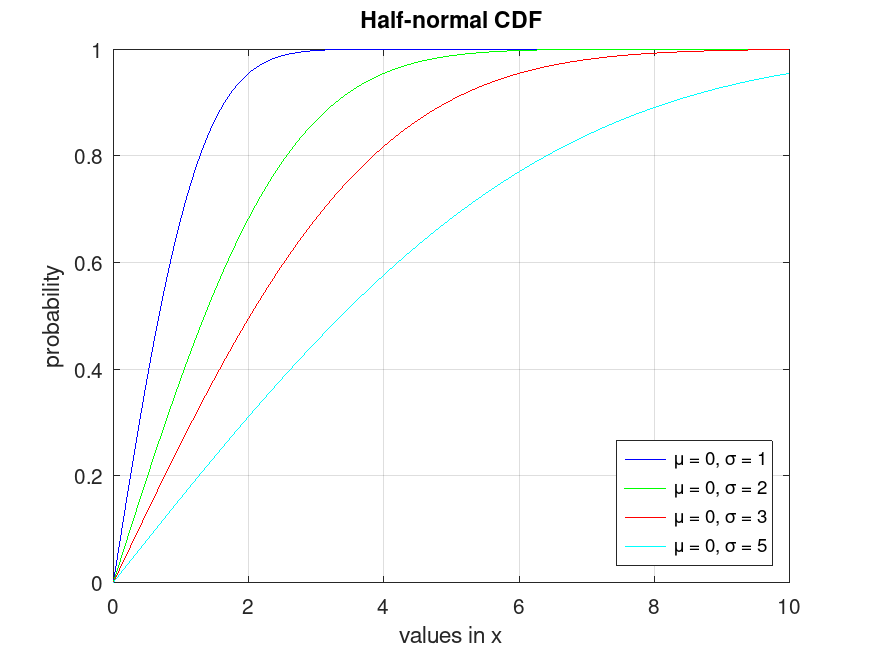 Half-normal CDF
1
0.8
0.6
0.4
0.2
0
probability
0 2 4 6 8 10
values in x
μ = 0, σ = 1
μ = 0, σ = 2
μ = 0, σ = 3
μ = 0, σ = 5